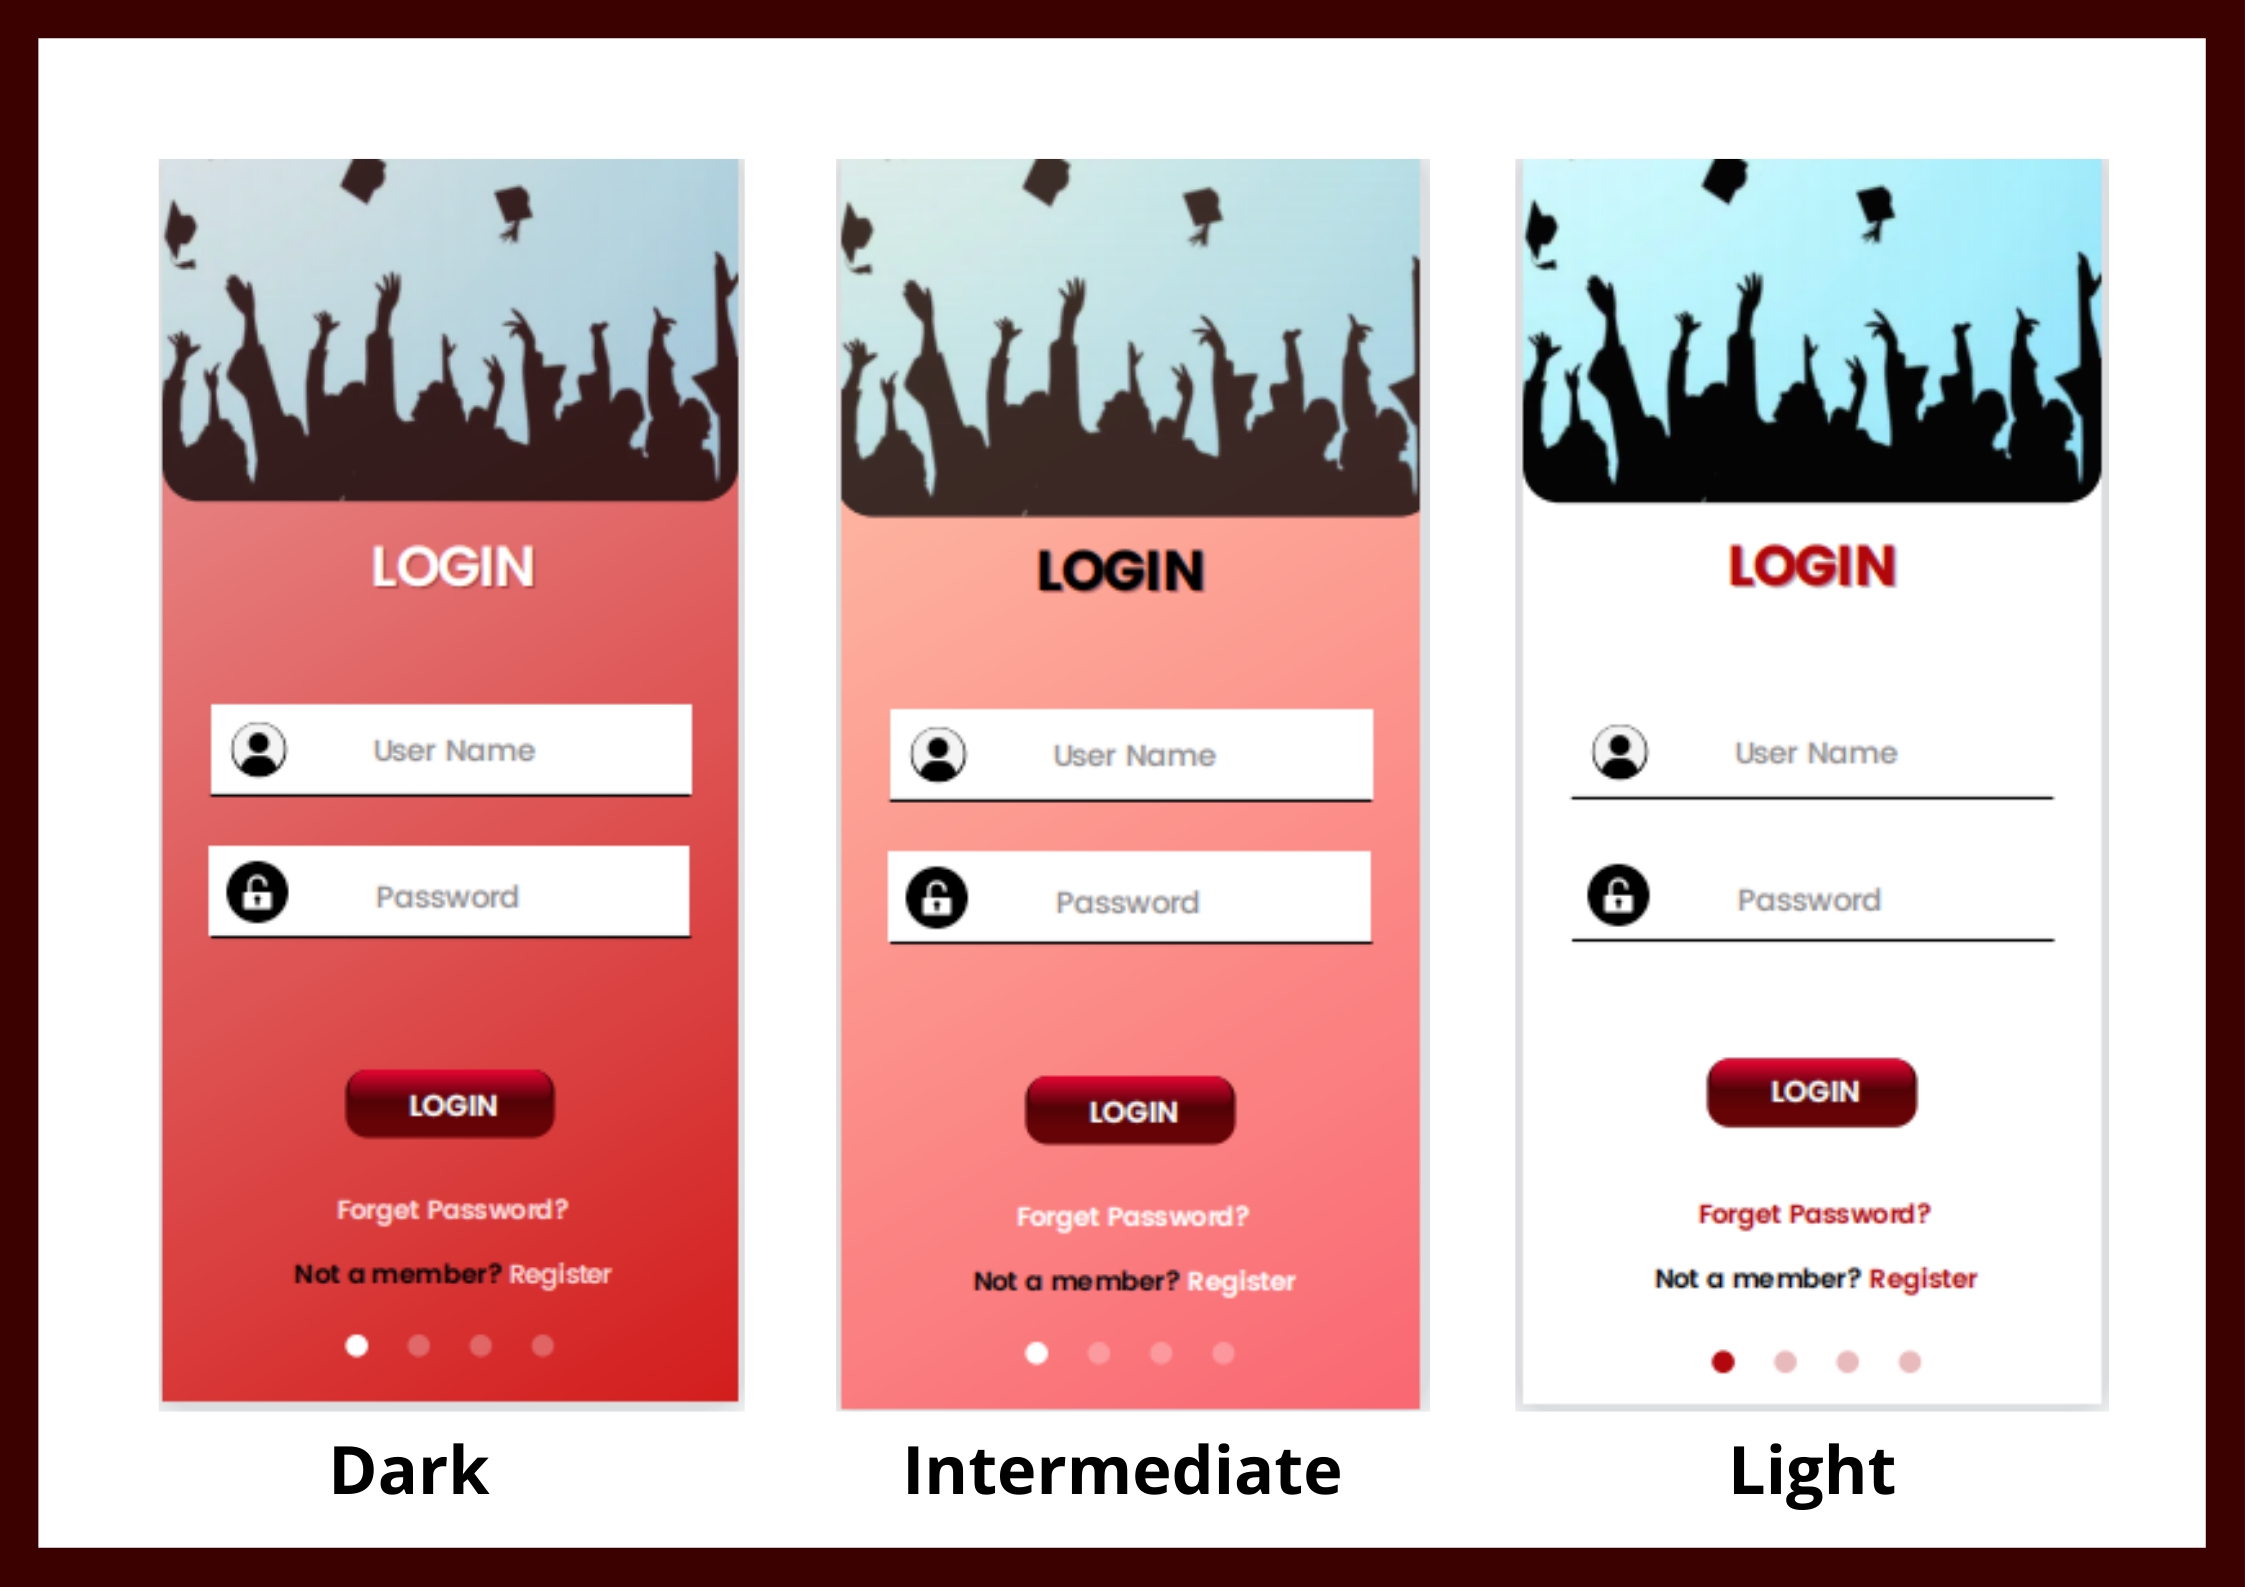 LOGIN
User Name
Password
LOGIN
Forget Password?
Not a member? Register
Dark
LOGIN
User Name
Password
LOGIN
Forget Password?
Not a member? Register
Intermediate
LOGIN
User Name
Password
LOGIN
Forget Password?
Not a member? Register
Light